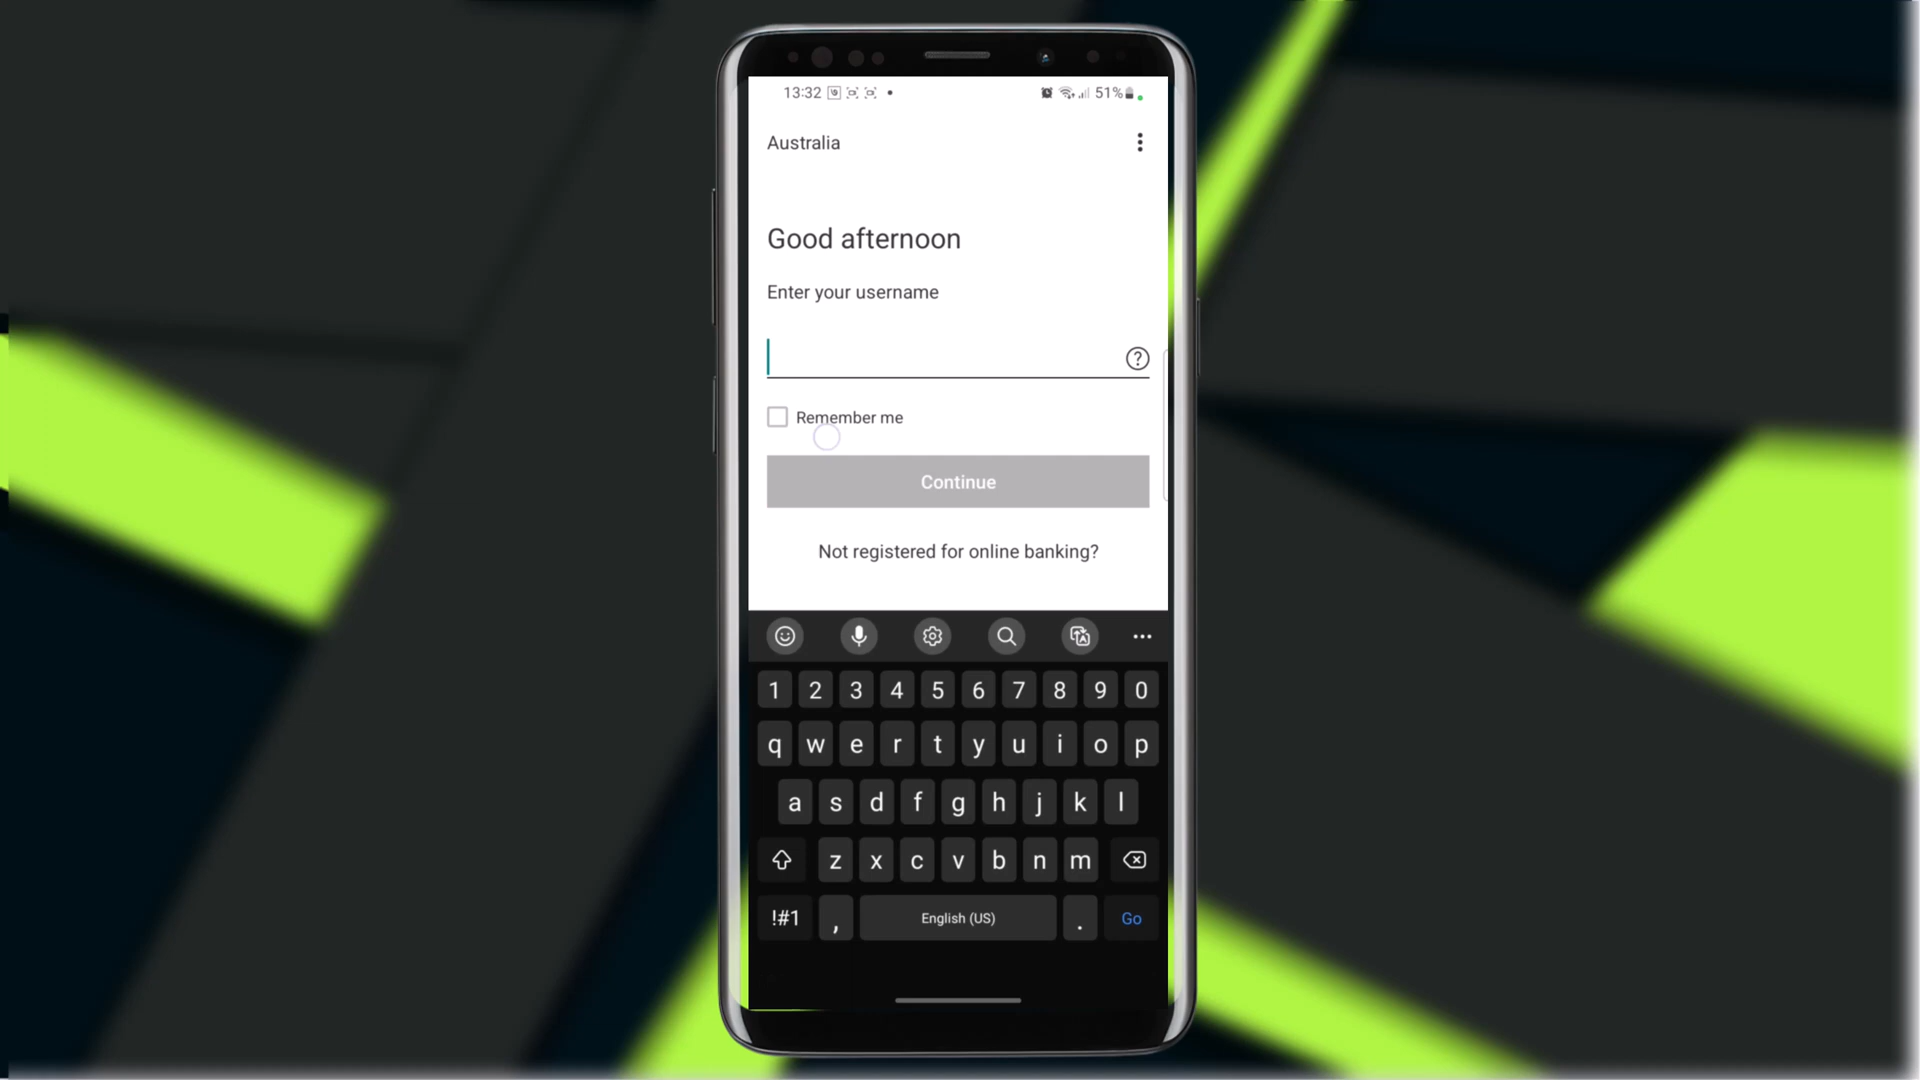 13:32 51%
Australia
Good afternoon
Enter your username
Remember me
Continue
Not registered for online banking?
1 2 3 4 5 6 7 8 9 0
q w e r t y u i o p
a s d f g h j k l
z x c v b n m
!#1 , English (US) . Go